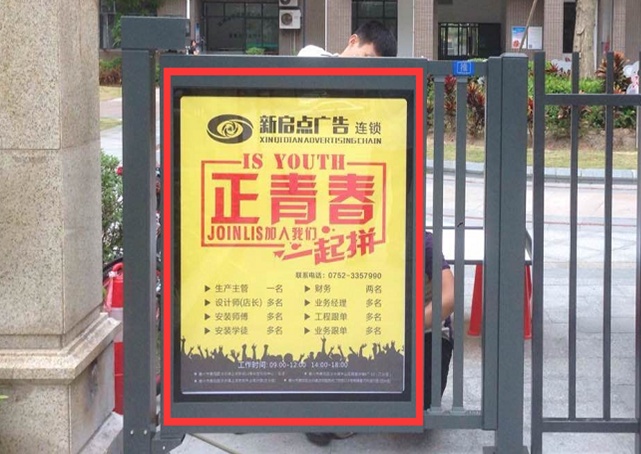 新启点广告 连锁
XINQIDIAN ADVERTISING CHAIN
IS YOUTH
正青春
JOINLIS加入我们
一起拼
联系电话：0752-3357990
▶ 生产主管 一名 ▶ 财务 两名
▶ 设计师(店长) 多名 ▶ 业务经理 多名
▶ 安装师傅 多名 ▶ 工程跟单 多名
▶ 安装学徒 多名 ▶ 业务跟单 多名
工作时间: 09:00-12:00 14:00-18:00